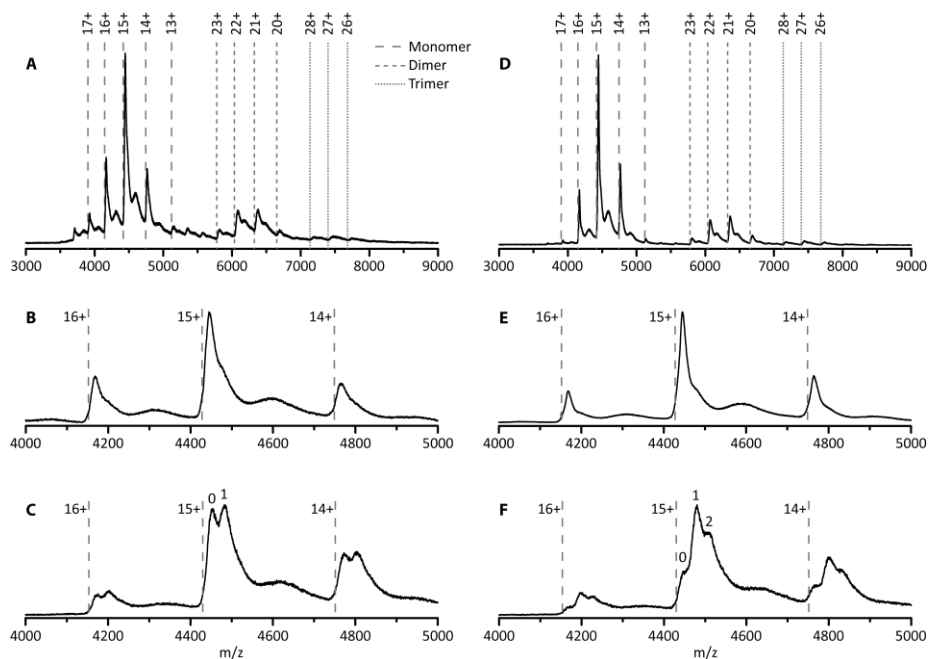 17+ 16+ 15+ 14+ 13+ 23+ 22+ 21+ 20+ 28+ 27+ 26+
A
Monomer
Dimer
Trimer
3000 4000 5000 6000 7000 8000 9000
17+ 16+ 15+ 14+ 13+ 23+ 22+ 21+ 20+ 28+ 27+ 26+
D
3000 4000 5000 6000 7000 8000 9000
B 16+ 15+ 14+
4000 4200 4400 4600 4800 5000
E 16+ 15+ 14+
4000 4200 4400 4600 4800 5000
C 16+ 15+ 0 1 14+
4000 4200 4400 4600 4800 5000
m/z
F 16+ 15+ 0 1 2 14+
4000 4200 4400 4600 4800 5000
m/z